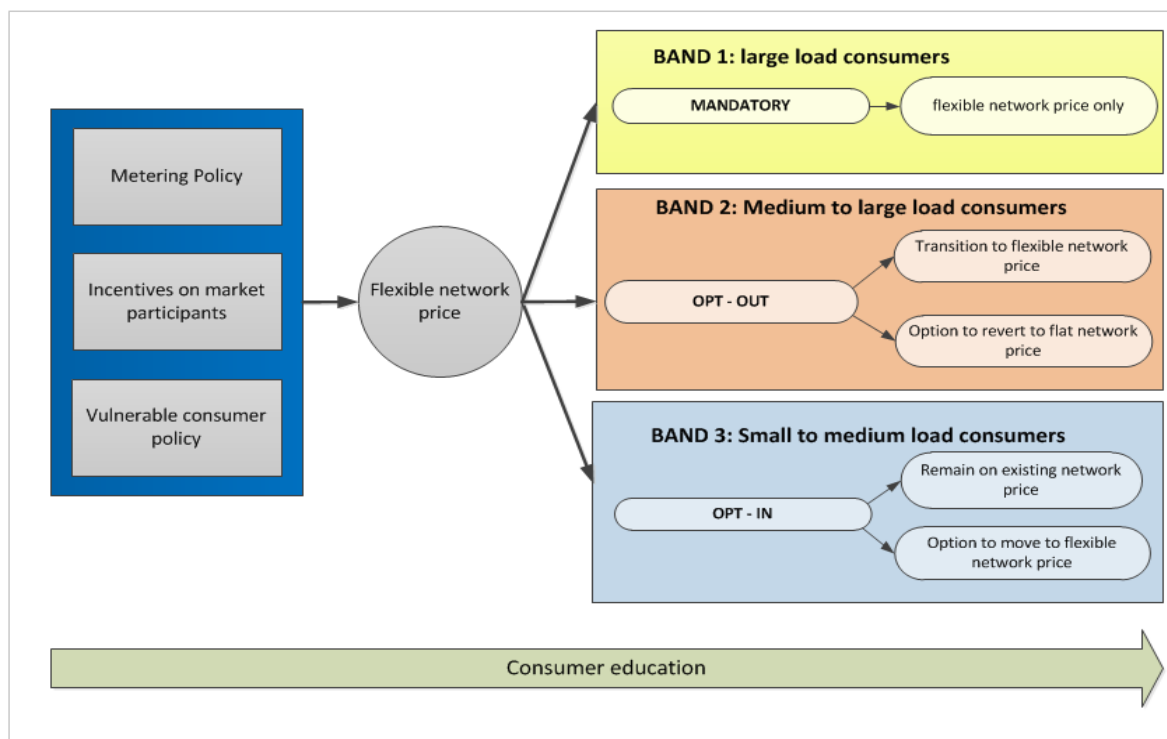 Metering Policy
Incentives on market
participants
Vulnerable consumer
policy
Flexible network
price
BAND 1: large load consumers
MANDATORY
flexible network price only
BAND 2: Medium to large load consumers
OPT - OUT
Transition to flexible network
price
Option to revert to flat network
price
BAND 3: Small to medium load consumers
OPT - IN
Remain on existing network
price
Option to move to flexible
network price
Consumer education